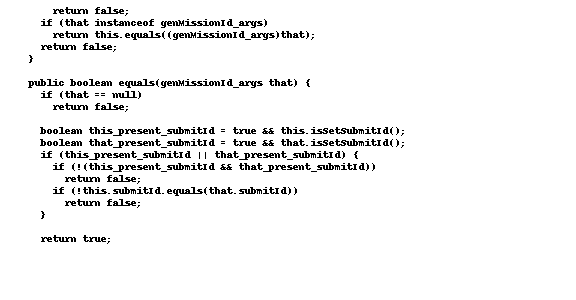 return false;
    if (that instanceof genMissionId_args)
      return this.equals((genMissionId_args)that);
    return false;
  }

  public boolean equals(genMissionId_args that) {
    if (that == null)
      return false;

    boolean this_present_submitId = true && this.isSetSubmitId();
    boolean that_present_submitId = true && that.isSetSubmitId();
    if (this_present_submitId || that_present_submitId) {
      if (!(this_present_submitId && that_present_submitId))
        return false;
      if (!this.submitId.equals(that.submitId))
        return false;
    }

    return true;